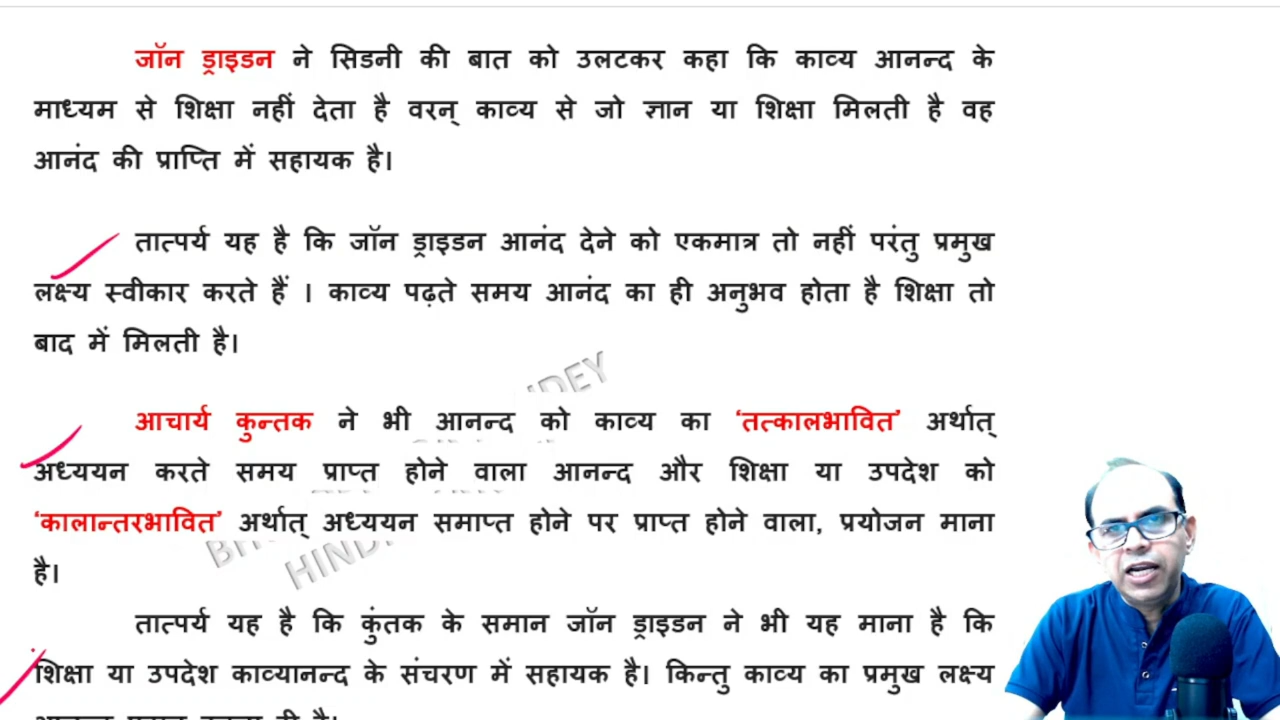 जॉन ड्राइडन ने सिडनी की बात को उलटकर कहा कि काव्य आनन्द के
माध्यम से शिक्षा नहीं देता है वरन् काव्य से जो ज्ञान या शिक्षा मिलती है वह
आनंद की प्राप्ति में सहायक है।
तात्पर्य यह है कि जॉन ड्राइडन आनंद देने को एकमात्र तो नहीं परंतु प्रमुख
लक्ष्य स्वीकार करते हैं । काव्य पढ़ते समय आनंद का ही अनुभव होता है शिक्षा तो
बाद में मिलती है।
आचार्य कुन्तक ने भी आनन्द को काव्य का ‘तत्कालभावित’ अर्थात्
अध्ययन करते समय प्राप्त होने वाला आनन्द और शिक्षा या उपदेश को
‘कालान्तरभावित’ अर्थात् अध्ययन समाप्त होने पर प्राप्त होने वाला, प्रयोजन माना
है।
तात्पर्य यह है कि कुंतक के समान जॉन ड्राइडन ने भी यह माना है कि
शिक्षा या उपदेश काव्यानन्द के संचरण में सहायक है। किन्तु काव्य का प्रमुख लक्ष्य